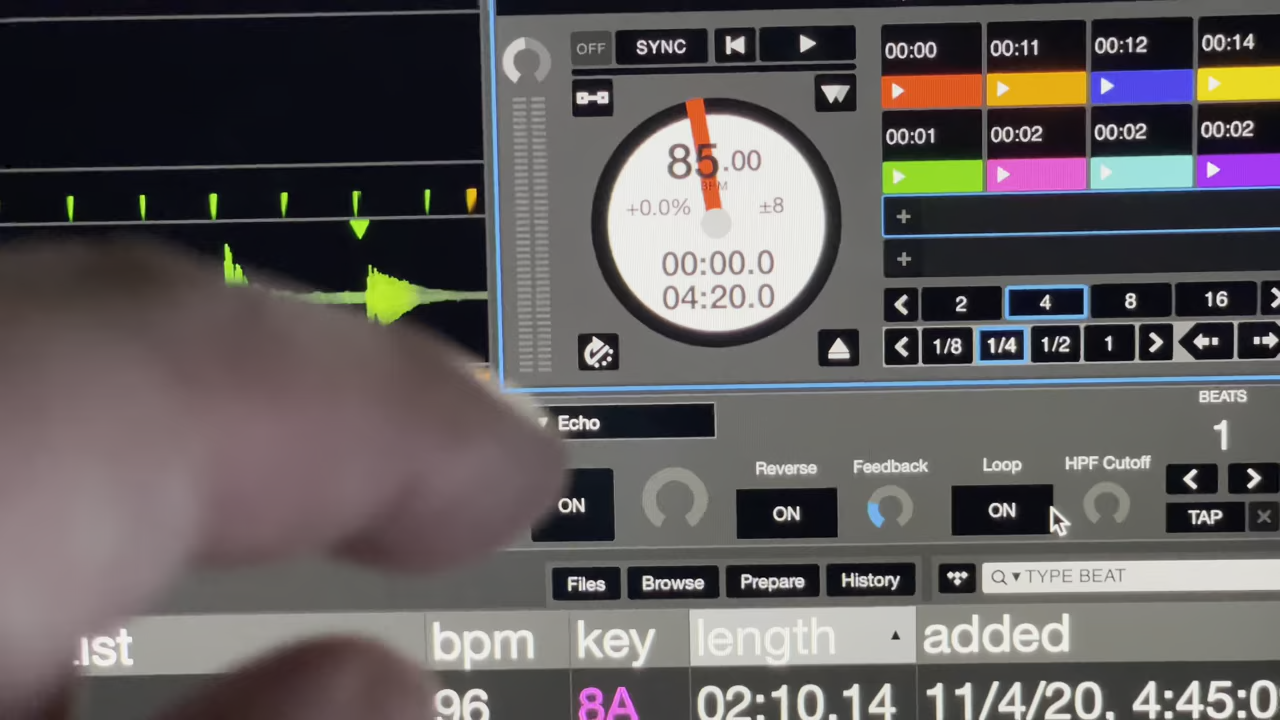 OFF SYNC
00:00 00:11 00:12 00:14
85.00
BPM
+0.0% ±8
00:01 00:02 00:02 00:02
00:00.0
04:20.0
2 4 8 16
1/8 1/4 1/2 1
BEATS
1
Echo
Reverse Feedback Loop HPF Cutoff
ON ON ON
TAP
Files Browse Prepare History TYPE BEAT
bpm key length added
96 8A 02:10.14 11/4/20, 4:45:0